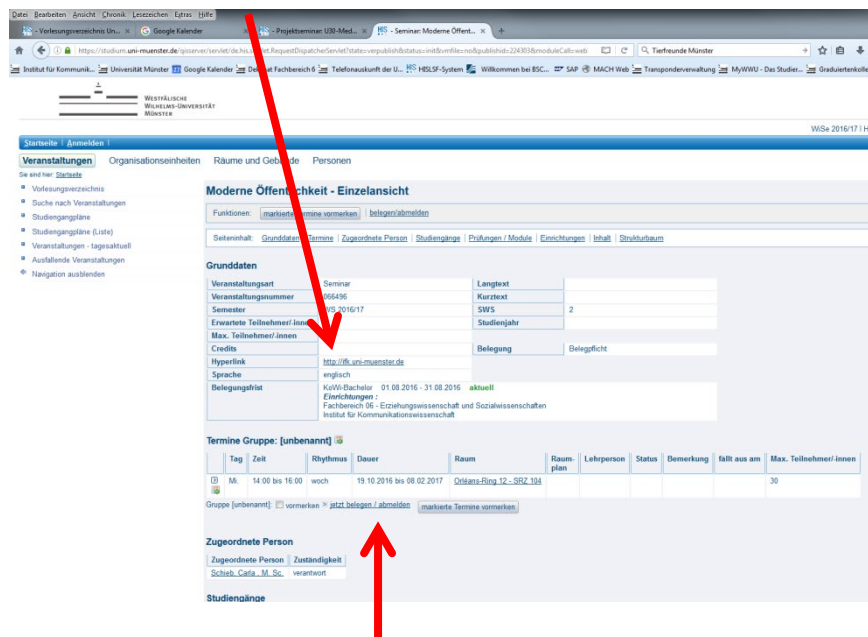 Datei Bearbeiten Ansicht Chronik Lesezeichen Extras Hilfe
HIS - Vorlesungsverzeichnis Un... × Google Kalender × HIS - Projektseminar U30-Med... × HIS - Seminar: Moderne Öffent... × +
https://studium.uni-muenster.de/qisserver/servlet/de.his.servlet.RequestDispatcherServlet?state=verpublish&status=init&vmfile=no&publishid=224303&moduleCall=web Tierfreunde Münster
Institut für Kommunik... Universität Münster Google Kalender Dekanat Fachbereich 6 Telefonauskunft der U... HISLSF-System Willkommen bei BSC... SAP MACH Web Transponderverwaltung MyWWU - Das Studier... Graduiertenkolle
WESTFÄLISCHE
WILHELMS-UNIVERSITÄT
MÜNSTER
WiSe 2016/17 | H
Startseite | Anmelden |
Veranstaltungen Organisationseinheiten Räume und Gebäude Personen
Sie sind hier: Startseite
Vorlesungsverzeichnis
Suche nach Veranstaltungen
Studiengangpläne
Studiengangpläne (Liste)
Veranstaltungen - tagesaktuell
Ausfallende Veranstaltungen
Navigation ausblenden
Moderne Öffentlichkeit - Einzelansicht
Funktionen: markierte Termine vormerken | belegen/abmelden
Seiteninhalt: Grunddaten | Termine | Zugeordnete Person | Studiengänge | Prüfungen / Module | Einrichtungen | Inhalt | Strukturbaum
Grunddaten
Veranstaltungsart Seminar Langtext
Veranstaltungsnummer 066496 Kurztext
Semester WS 2016/17 SWS 2
Erwartete Teilnehmer/-innen Studienjahr
Max. Teilnehmer/-innen
Credits Belegung Belegpflicht
Hyperlink http://ifk.uni-muenster.de
Sprache englisch
Belegungsfrist KoWi-Bachelor 01.08.2016 - 31.08.2016 aktuell
Einrichtungen :
Fachbereich 06 - Erziehungswissenschaft und Sozialwissenschaften
Institut für Kommunikationswissenschaft
Termine Gruppe: [unbenannt]
Tag Zeit Rhythmus Dauer Raum Raum-plan Lehrperson Status Bemerkung fällt aus am Max. Teilnehmer/-innen
Mi. 14:00 bis 16:00 woch 19.10.2016 bis 08.02.2017 Orléans-Ring 12 - SRZ 104 30
Gruppe [unbenannt]: vormerken jetzt belegen / abmelden markierte Termine vormerken
Zugeordnete Person
Zugeordnete Person Zuständigkeit
Schieb, Carla , M. Sc. verantwort
Studiengänge